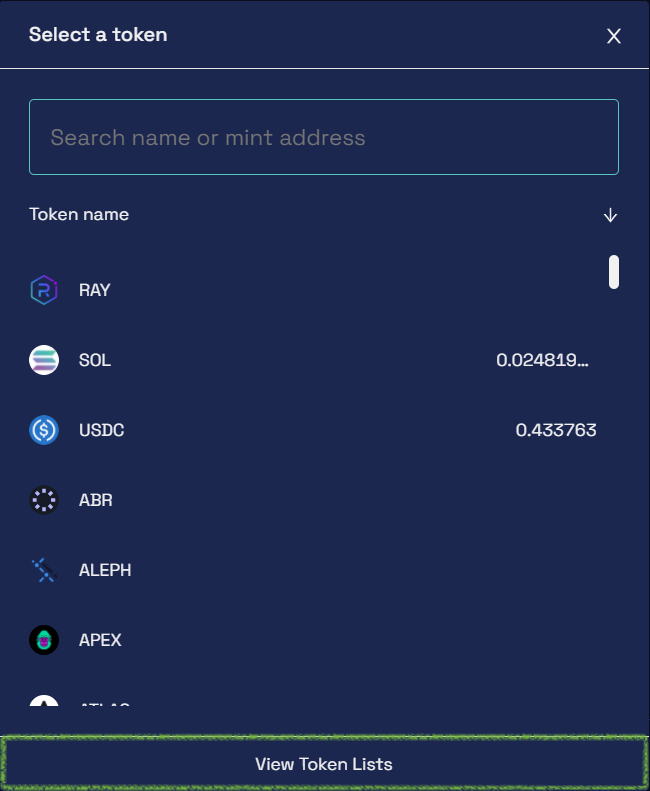 Select a token
X
Search name or mint address
Token name
RAY
SOL 0.024819...
USDC 0.433763
ABR
ALEPH
APEX
View Token Lists